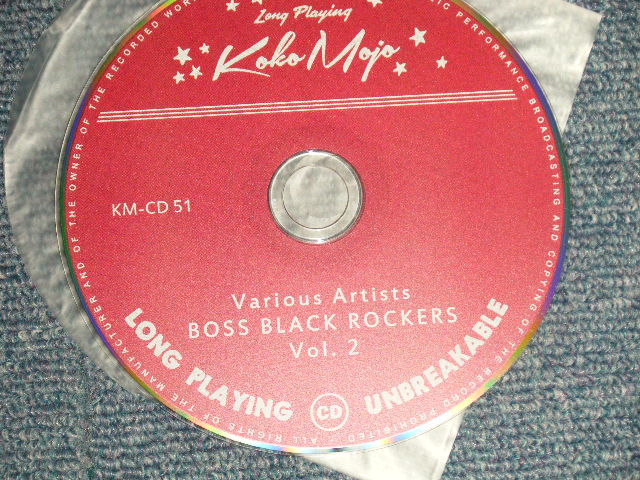 Long Playing
Koko Mojo
KM-CD 51
Various Artists
BOSS BLACK ROCKERS
Vol. 2
LONG PLAYING CD UNBREAKABLE
ALL RIGHTS OF THE MANUFACTURER AND OF THE OWNER OF THE RECORDED WORK
PERFORMANCE BROADCASTING AND COPYING OF THE RECORD PROHIBITED /